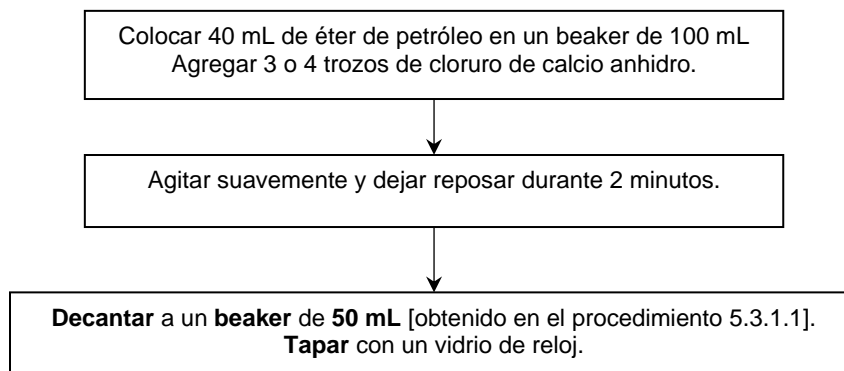 Colocar 40 mL de éter de petróleo en un beaker de 100 mL
Agregar 3 o 4 trozos de cloruro de calcio anhidro.
Agitar suavemente y dejar reposar durante 2 minutos.
Decantar a un beaker de 50 mL [obtenido en el procedimiento 5.3.1.1].
Tapar con un vidrio de reloj.